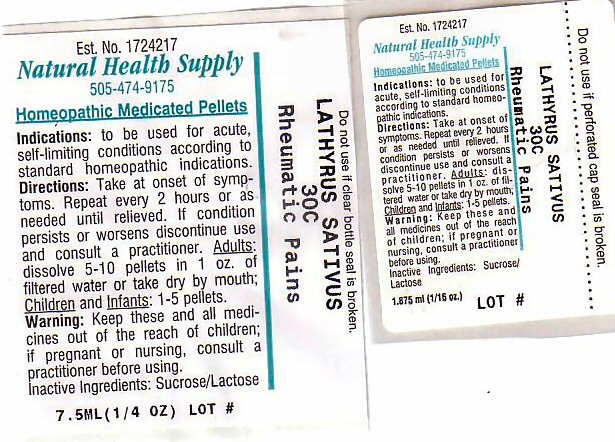 Est. No. 1724217
Natural Health Supply
505-474-9175
Homeopathic Medicated Pellets
Indications: to be used for acute,
self-limiting conditions according to
standard homeopathic indications.
Directions: Take at onset of symp-
toms. Repeat every 2 hours or as
needed until relieved. If condition
persists or worsens discontinue use
and consult a practitioner. Adults:
dissolve 5-10 pellets in 1 oz. of
filtered water or take dry by mouth;
Children and Infants: 1-5 pellets.
Warning: Keep these and all medi-
cines out of the reach of children;
if pregnant or nursing, consult a
practitioner before using.
Inactive Ingredients: Sucrose/Lactose
7.5ML(1/4 OZ) LOT #
Do not use if clear bottle seal is broken.
LATHYRUS SATIVUS
30C
Rheumatic Pains
Est. No. 1724217
Natural Health Supply
505-474-9175
Homeopathic Medicated Pellets
Indications: to be used for
acute, self-limiting conditions
according to standard homeo-
pathic indications.
Directions: Take at onset of
symptoms. Repeat every 2 hours
or as needed until relieved. If
condition persists or worsens
discontinue use and consult a
practitioner. Adults: dis-
solve 5-10 pellets in 1 oz. of fil-
tered water or take dry by mouth;
Children and Infants: 1-5 pellets.
Warning: Keep these and
all medicines out of the reach
of children; if pregnant or
nursing, consult a practitioner
before using.
Inactive Ingredients: Sucrose/
Lactose
1.875 ml (1/16 oz.) LOT #
LATHYRUS SATIVUS
30C
Rheumatic Pains
Do not use if perforated cap seal is broken.